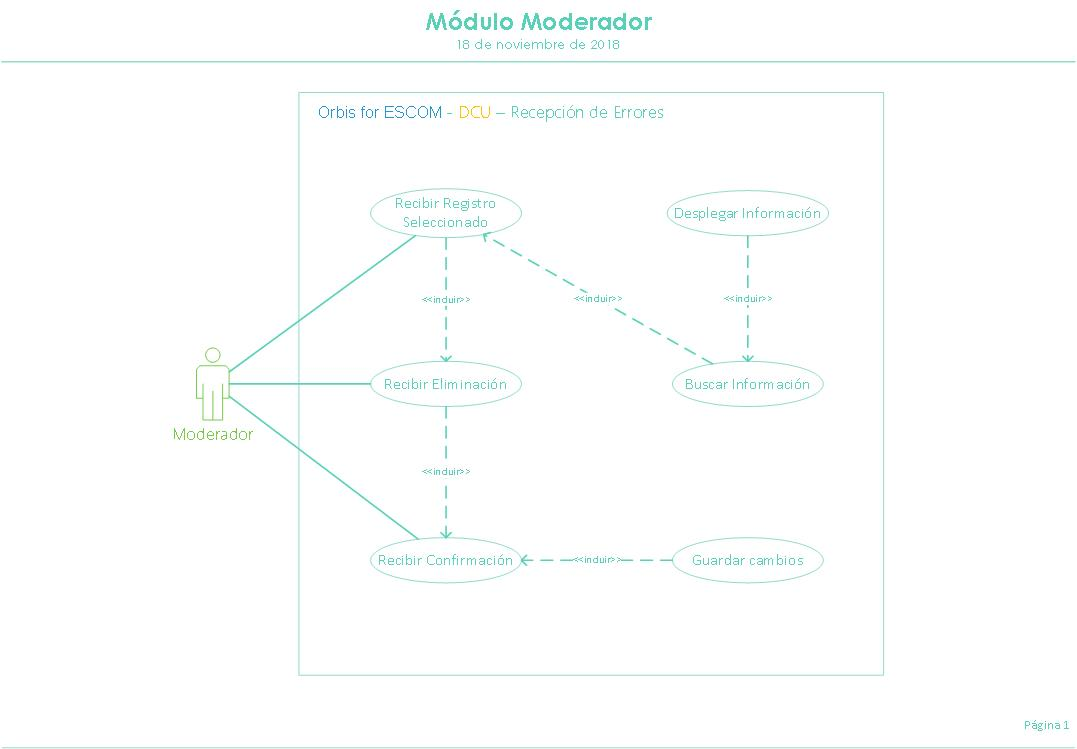 Módulo Moderador
18 de noviembre de 2018
Orbis for ESCOM - DCU – Recepción de Errores
Recibir Registro
Seleccionado
Desplegar Información
<<incluir>>
<<incluir>>
<<incluir>>
Recibir Eliminación
Buscar Información
Moderador
<<incluir>>
Recibir Confirmación
<<incluir>>
Guardar cambios
Página 1